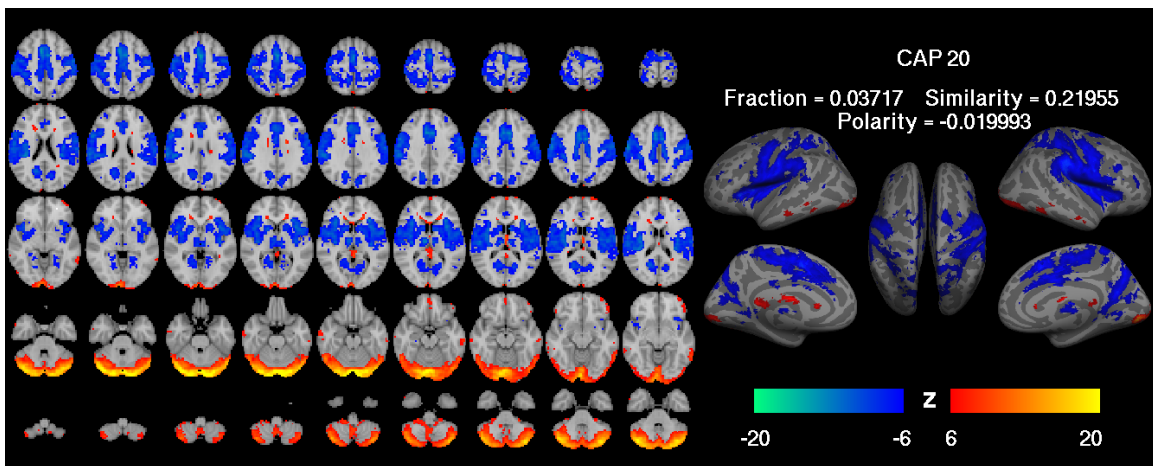 CAP 20
Fraction = 0.03717 Similarity = 0.21955
Polarity = -0.019993
z
-20 -6 6 20